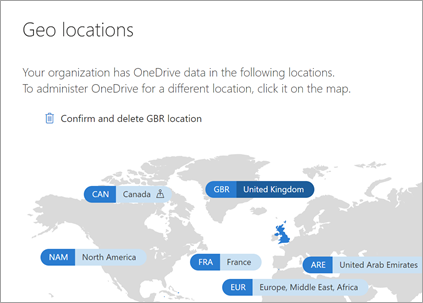 Geo locations
Your organization has OneDrive data in the following locations.
To administer OneDrive for a different location, click it on the map.
Confirm and delete GBR location
CAN Canada
GBR United Kingdom
NAM North America
FRA France
ARE United Arab Emirates
EUR Europe, Middle East, Africa